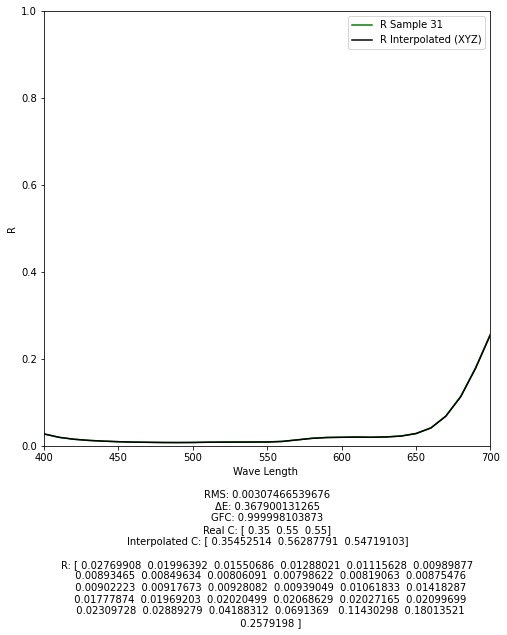 1.0
R Sample 31
R Interpolated (XYZ)
0.8
0.6
R
0.4
0.2
0.0
400 450 500 550 600 650 700
Wave Length
RMS: 0.00307466539676
ΔE: 0.367900131265
GFC: 0.999998103873
Real C: [ 0.35 0.55 0.55]
Interpolated C: [ 0.35452514 0.56287791 0.54719103]
R: [ 0.02769908 0.01996392 0.01550686 0.01288021 0.01115628 0.00989877
0.00893465 0.00849634 0.00806091 0.00798622 0.00819063 0.00875476
0.00902223 0.00917673 0.00928082 0.00939049 0.01061833 0.01418287
0.01777874 0.01969203 0.02020499 0.02068629 0.02027165 0.02099699
0.02309728 0.02889279 0.04188312 0.0691369 0.11430298 0.18013521
0.2579198 ]